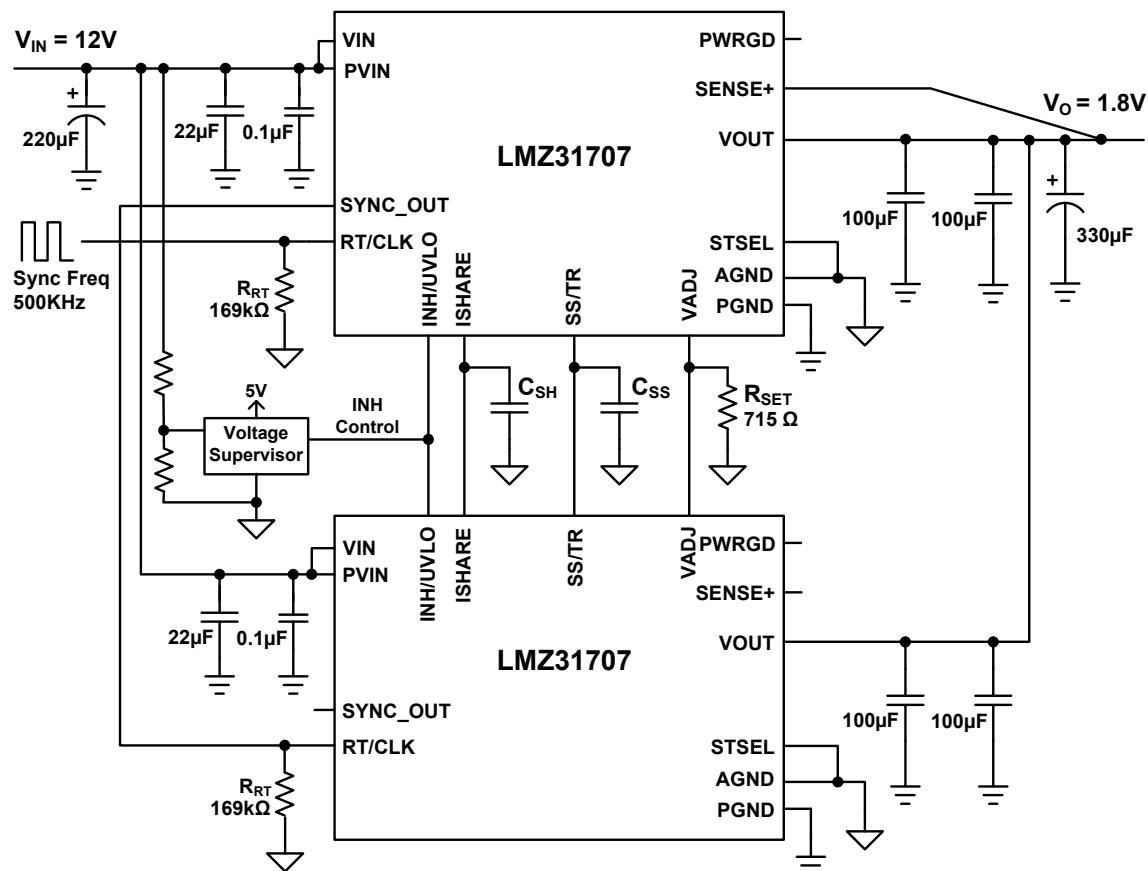 V_IN = 12V
VIN
PVIN
+
220µF
22µF
0.1µF
SYNC_OUT
RT/CLK
Sync Freq
500KHz
R_RT
169kΩ
LMZ31707
INH/UVLO
ISHARE
SS/TR
VADJ
PWRGD
SENSE+
VOUT
STSEL
AGND
PGND
V_O = 1.8V
100µF
100µF
+
330µF
5V
Voltage
Supervisor
INH
Control
C_SH
C_SS
R_SET
715 Ω
VIN
PVIN
22µF
0.1µF
SYNC_OUT
RT/CLK
R_RT
169kΩ
INH/UVLO
ISHARE
SS/TR
VADJ
LMZ31707
PWRGD
SENSE+
VOUT
STSEL
AGND
PGND
100µF
100µF